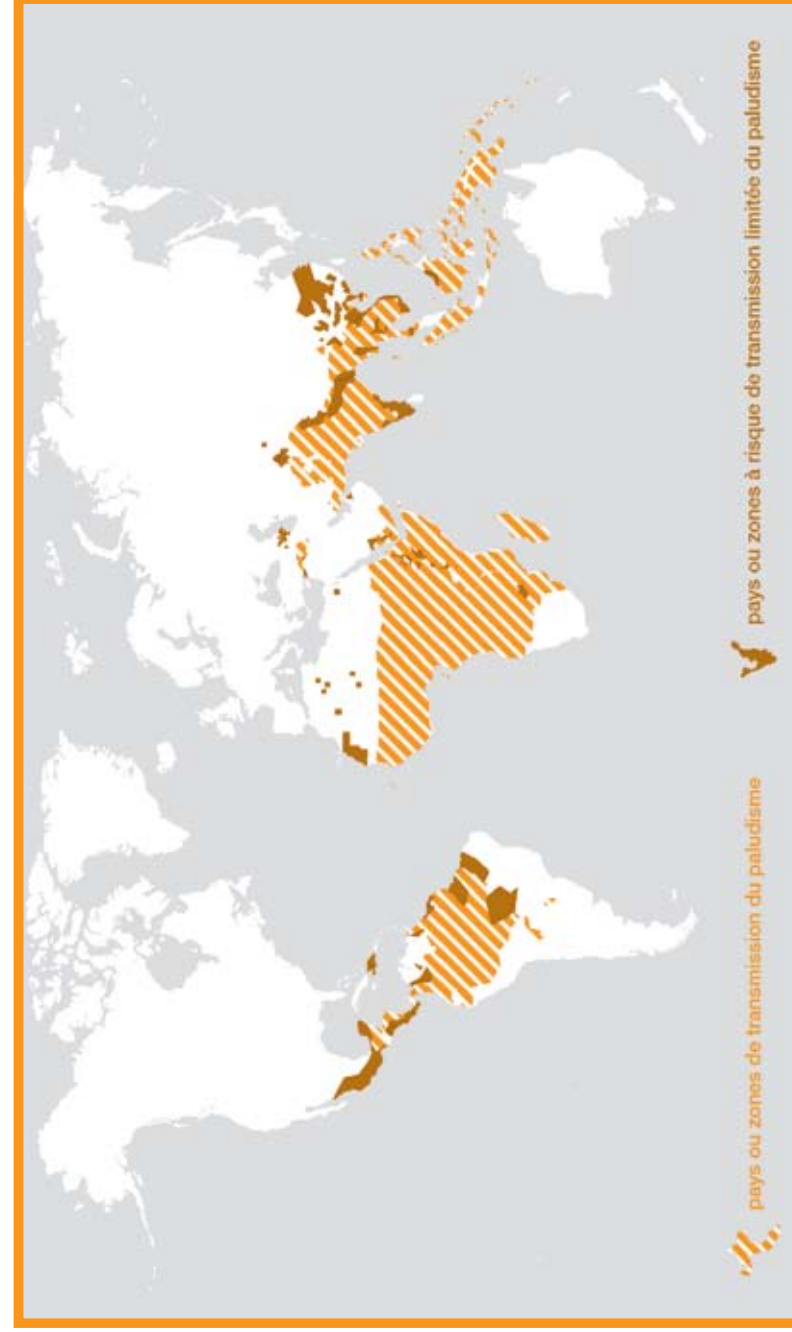 pays ou zones de transmission du paludisme
pays ou zones à risque de transmission limitée du paludisme